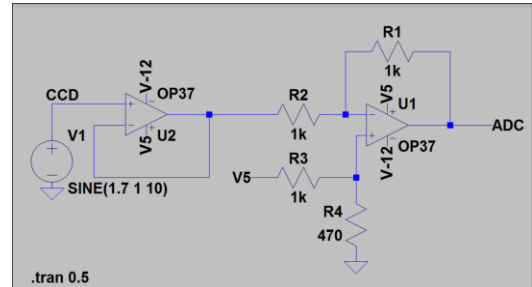 CCD
V1
SINE(1.7 1 10)
V-12
OP37
V5
U2
R2
1k
R1
1k
V5
U1
OP37
V-12
ADC
V5
R3
1k
R4
470
.tran 0.5